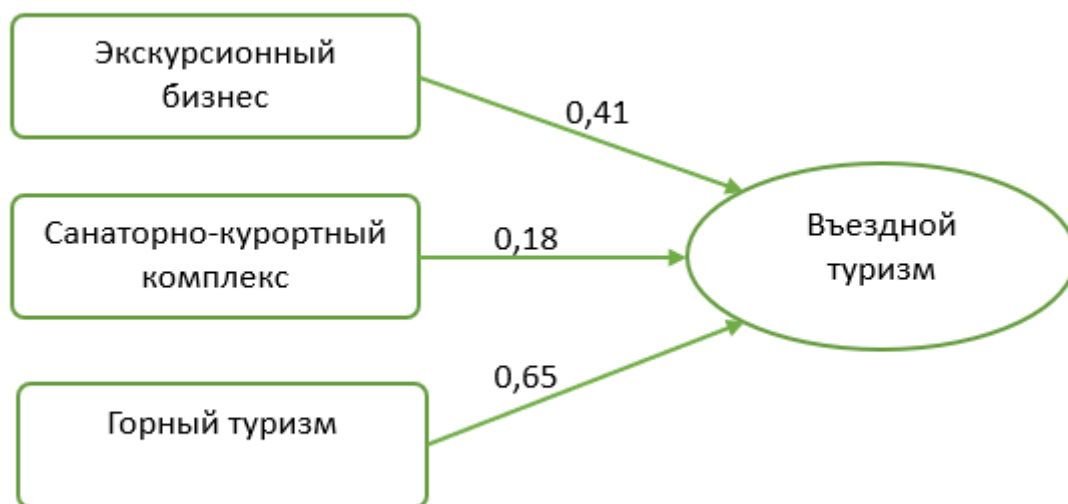 Экскурсионный
бизнес
0,41
Санаторно-курортный
комплекс
0,18
Въездной
туризм
0,65
Горный туризм